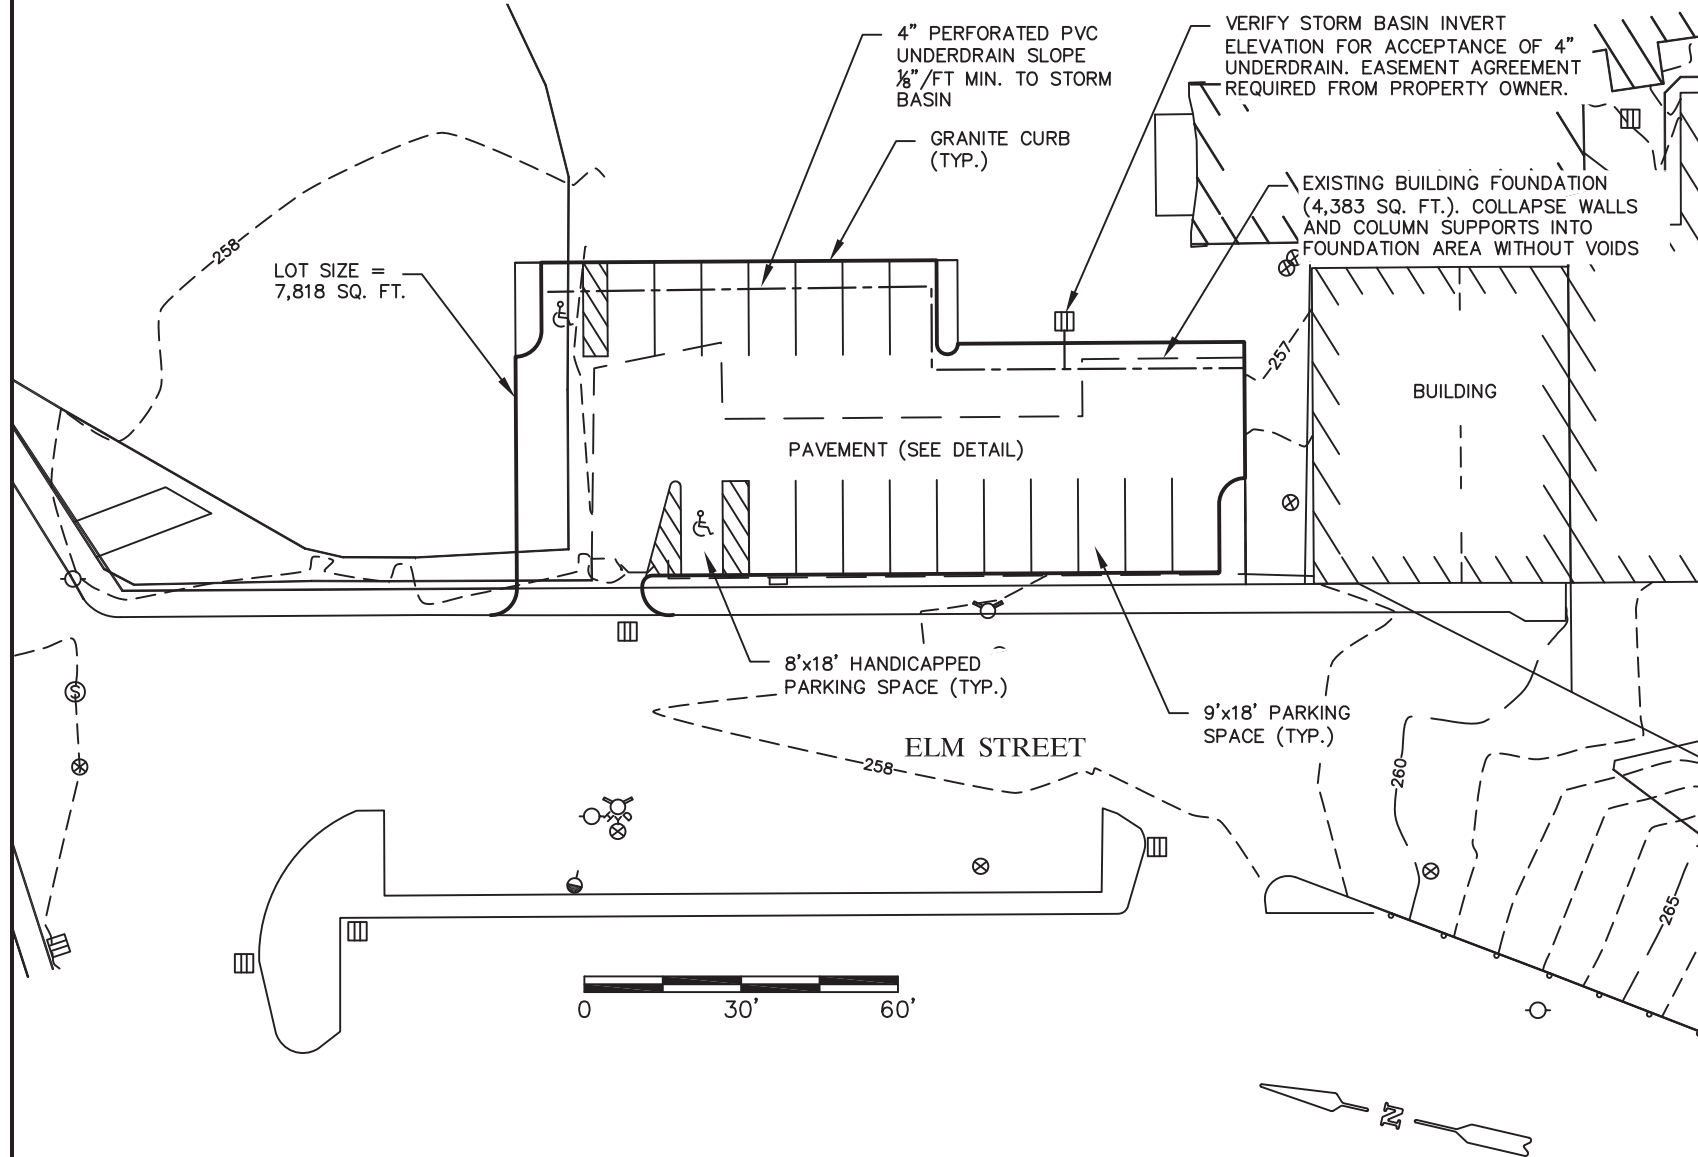 4" PERFORATED PVC
UNDERDRAIN SLOPE
⅛"/FT MIN. TO STORM
BASIN
VERIFY STORM BASIN INVERT
ELEVATION FOR ACCEPTANCE OF 4"
UNDERDRAIN. EASEMENT AGREEMENT
REQUIRED FROM PROPERTY OWNER.
GRANITE CURB
(TYP.)
EXISTING BUILDING FOUNDATION
(4,383 SQ. FT.). COLLAPSE WALLS
AND COLUMN SUPPORTS INTO
FOUNDATION AREA WITHOUT VOIDS
258
LOT SIZE =
7,818 SQ. FT.
257
BUILDING
PAVEMENT (SEE DETAIL)
8'x18' HANDICAPPED
PARKING SPACE (TYP.)
S
9'x18' PARKING
SPACE (TYP.)
ELM STREET
258
260
265
0 30' 60'
N